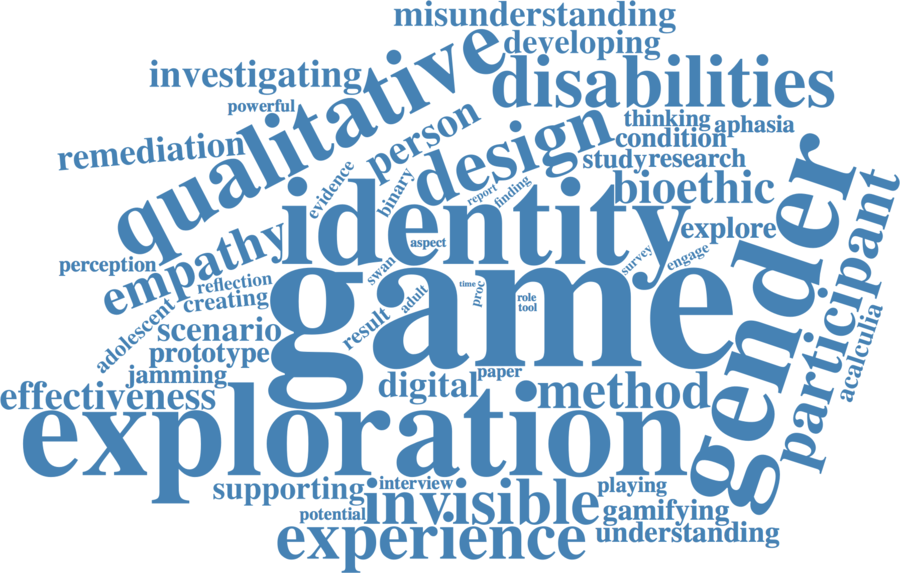 misunderstanding
developing
investigating
qualitative
disabilities
powerful
thinking
aphasia
person
design
condition
remediation
study
research
evidence
binary
report
finding
identity
bioethic
gender
participant
explore
empathy
aspect
perception
swan
survey
engage
reflection
creating
game
adult
time
proc
role
tool
adolescent
scenario
result
prototype
acalculia
jamming
digital
paper
method
effectiveness
exploration
supporting
interview
invisible
playing
potential
gamifying
experience
understanding